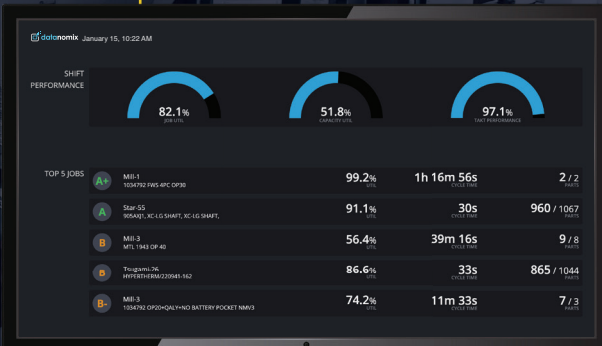 datanomix January 15, 10:22 AM
SHIFT
PERFORMANCE
82.1%
JOB UTIL
51.8%
CAPACITY UTIL
97.1%
TAKT PERFORMANCE
TOP 5 JOBS
A+
Mill-1
1034792 FWS 4PC OP30
99.2%
UTIL
1h 16m 56s
CYCLE TIME
2 / 2
PARTS
A
Star-55
905AXJ1, XC-LG SHAFT, XC-LG SHAFT,
91.1%
UTIL
30s
CYCLE TIME
960 / 1067
PARTS
B
Mill-3
MTL 1943 OP 40
56.4%
UTIL
39m 16s
CYCLE TIME
9 / 8
PARTS
B
Tsugami-26
HYPERTHERM/220941-162
86.6%
UTIL
33s
CYCLE TIME
865 / 1044
PARTS
B-
Mill-3
1034792 OP20+QALY+NO BATTERY POCKET NMV3
74.2%
UTIL
11m 33s
CYCLE TIME
7 / 3
PARTS